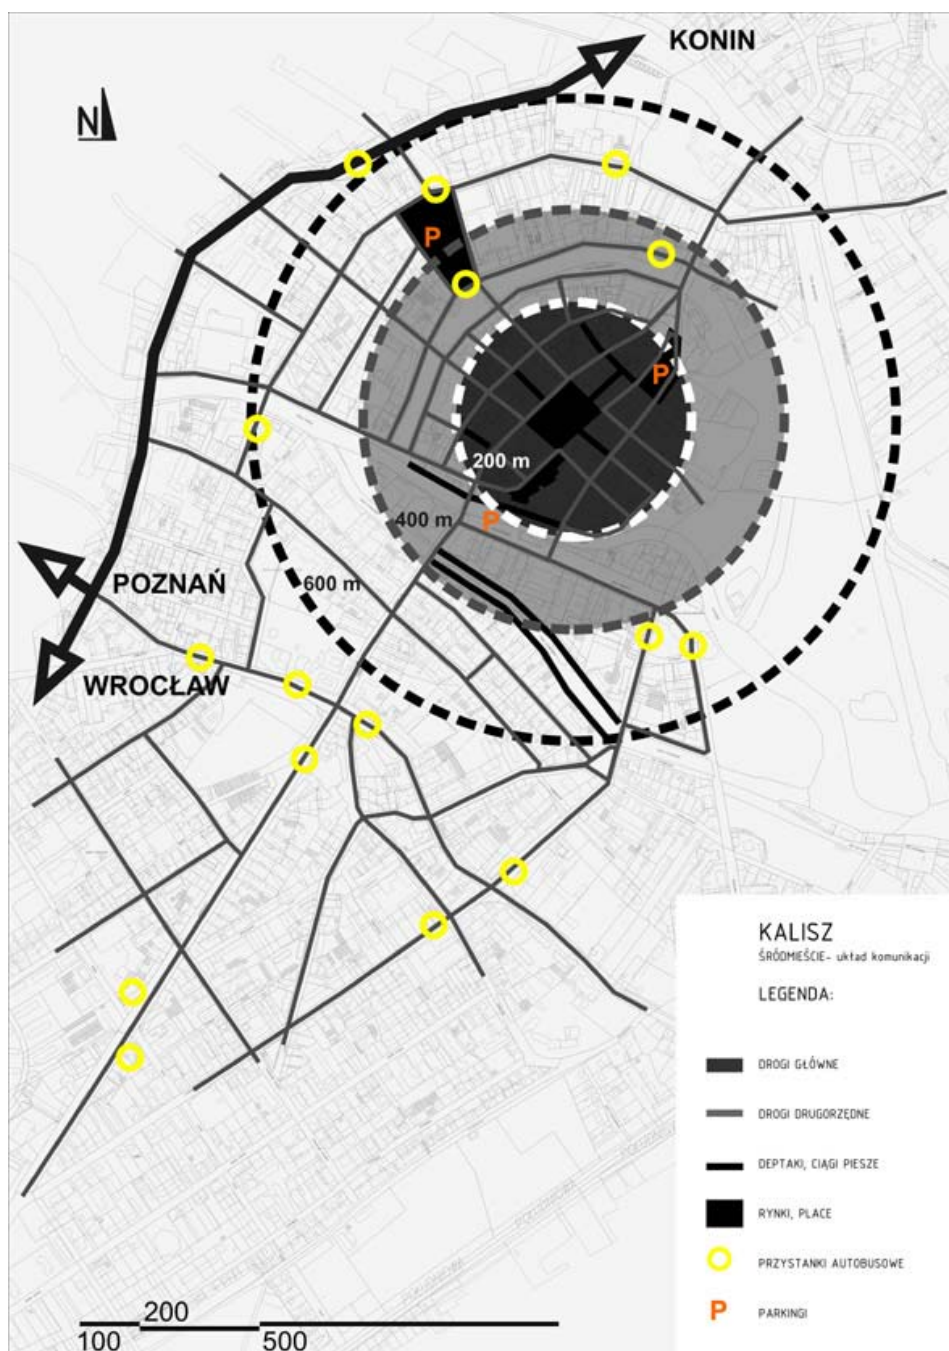 KONIN
N
P
P
200 m
400 m
P
600 m
POZNAŃ
WROCŁAW
KALISZ
ŚRÓDMIEŚCIE- układ komunikacji
LEGENDA:
DROGI GŁÓWNE
DROGI DRUGORZĘDNE
DEPTAKI, CIĄGI PIESZE
RYNKI, PLACE
PRZYSTANKI AUTOBUSOWE
P PARKINGI
200
100 500